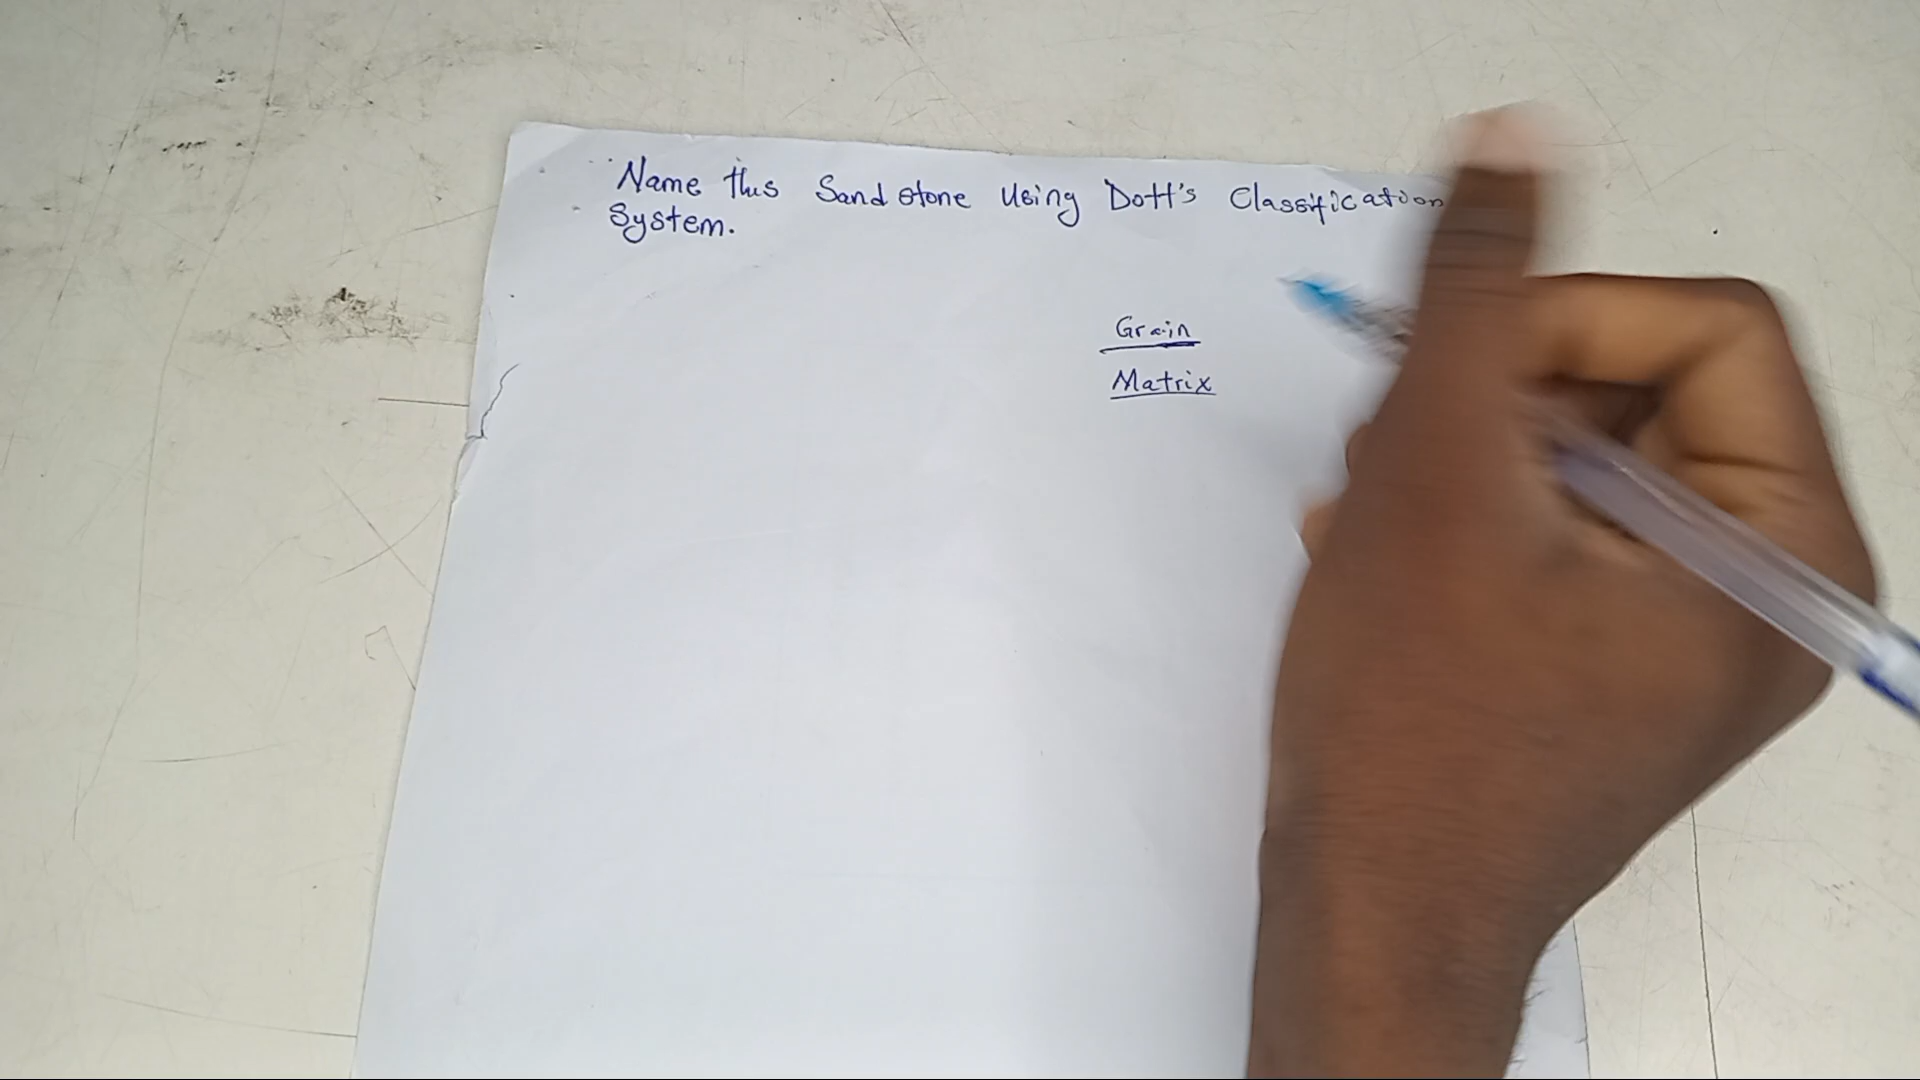 Name this Sandstone Using Dott's Classification
System.
Grain
Matrix